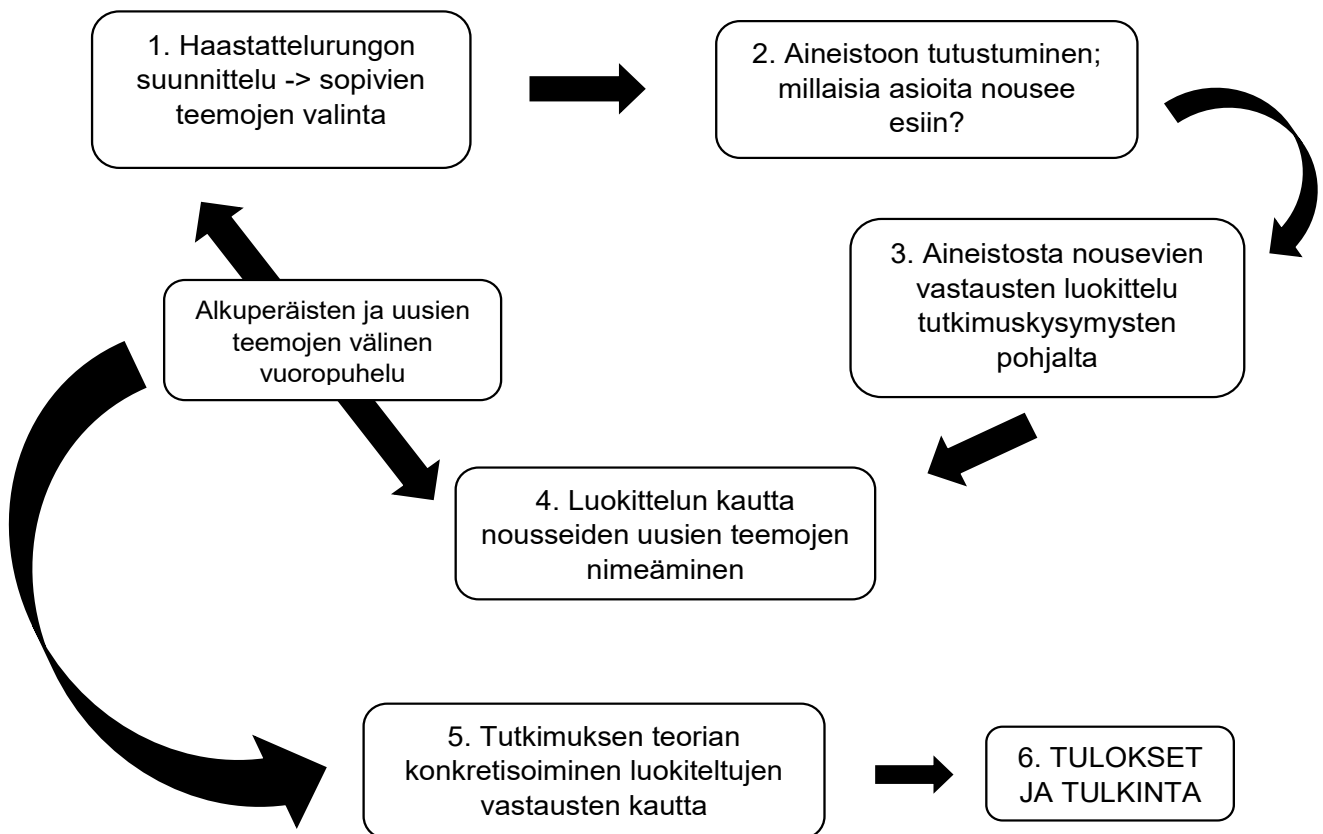 1. Haastattelurungon
suunnittelu -> sopivien
teemojen valinta
2. Aineistoon tutustuminen;
millaisia asioita nousee
esiin?
3. Aineistosta nousevien
vastausten luokittelu
tutkimuskysymysten
pohjalta
Alkuperäisten ja uusien
teemojen välinen
vuoropuhelu
4. Luokittelun kautta
nousseiden uusien teemojen
nimeäminen
5. Tutkimuksen teorian
konkretisoiminen luokiteltujen
vastausten kautta
6. TULOKSET
JA TULKINTA